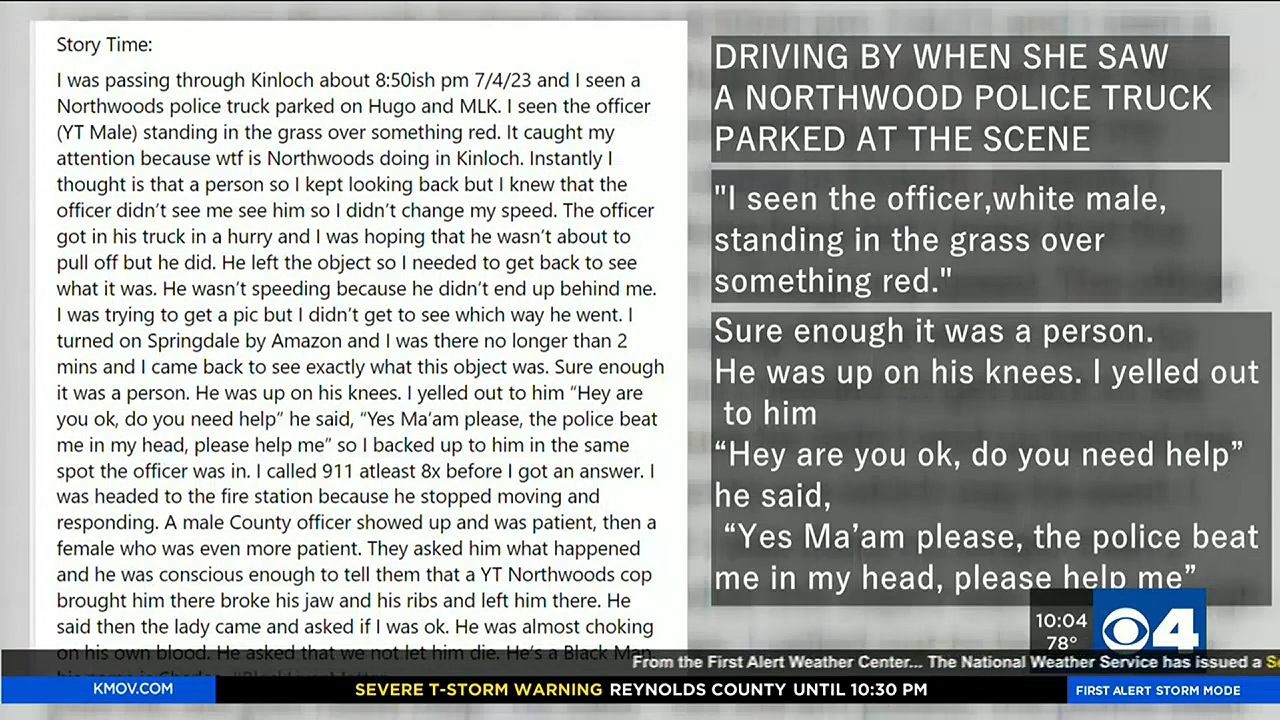 Story Time:
I was passing through Kinloch about 8:50ish pm 7/4/23 and I seen a
Northwoods police truck parked on Hugo and MLK. I seen the officer
(YT Male) standing in the grass over something red. It caught my
attention because wtf is Northwoods doing in Kinloch. Instantly I
thought is that a person so I kept looking back but I knew that the
officer didn’t see me see him so I didn’t change my speed. The officer
got in his truck in a hurry and I was hoping that he wasn’t about to
pull off but he did. He left the object so I needed to get back to see
what it was. He wasn’t speeding because he didn’t end up behind me.
I was trying to get a pic but I didn’t get to see which way he went. I
turned on Springdale by Amazon and I was there no longer than 2
mins and I came back to see exactly what this object was. Sure enough
it was a person. He was up on his knees. I yelled out to him “Hey are
you ok, do you need help” he said, “Yes Ma’am please, the police beat
me in my head, please help me” so I backed up to him in the same
spot the officer was in. I called 911 atleast 8x before I got an answer. I
was headed to the fire station because he stopped moving and
responding. A male County officer showed up and was patient, then a
female who was even more patient. They asked him what happened
and he was conscious enough to tell them that a YT Northwoods cop
brought him there broke his jaw and his ribs and left him there. He
said then the lady came and asked if I was ok. He was almost choking
on his own blood. He asked that we not let him die. He’s a Black Man,
DRIVING BY WHEN SHE SAW
A NORTHWOOD POLICE TRUCK
PARKED AT THE SCENE
"I seen the officer,white male,
standing in the grass over
something red."
Sure enough it was a person.
He was up on his knees. I yelled out
to him
“Hey are you ok, do you need help”
he said,
“Yes Ma’am please, the police beat
me in my head, please help me”
10:04
78°
4
From the First Alert Weather Center... The National Weather Service has issued a
KMOV.COM
SEVERE T-STORM WARNING REYNOLDS COUNTY UNTIL 10:30 PM
FIRST ALERT STORM MODE